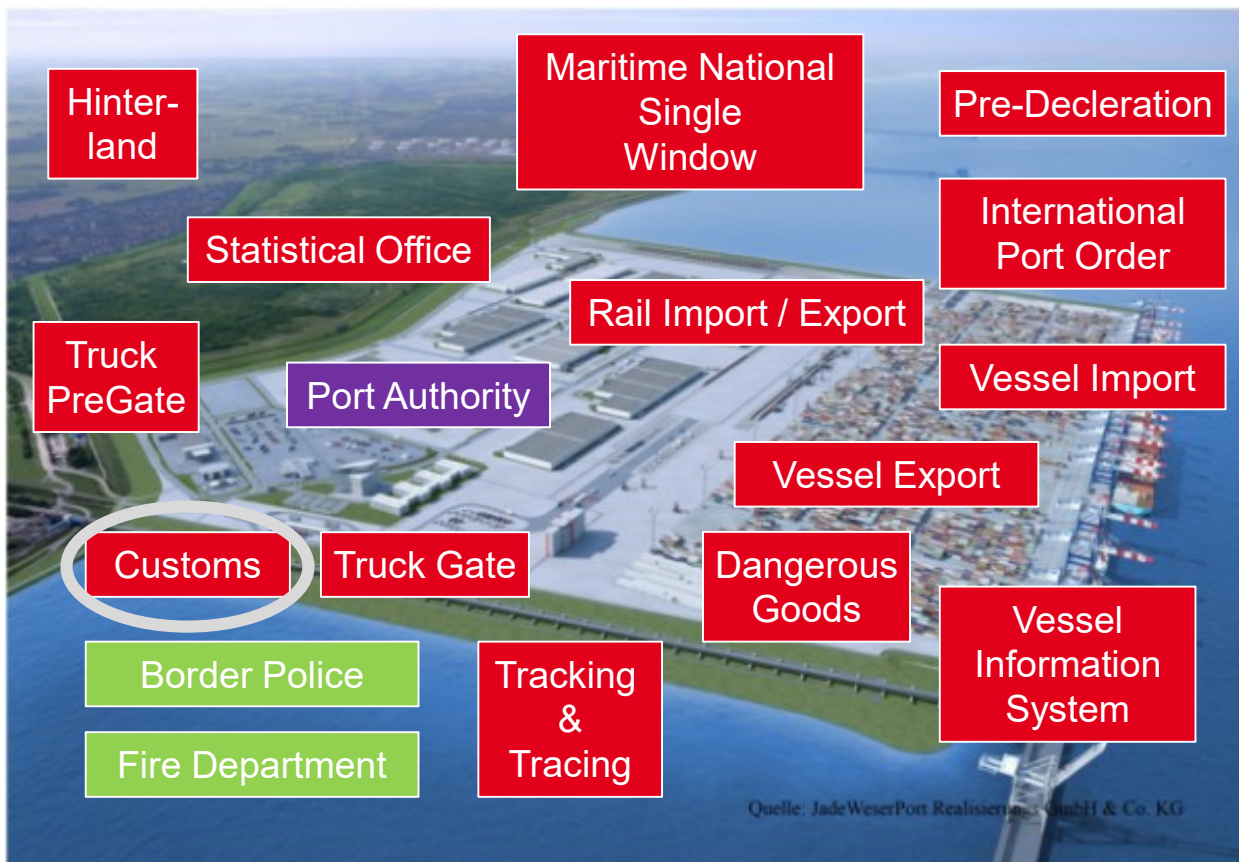 Hinter-
land
Maritime National
Single
Window
Pre-Decleration
International
Port Order
Statistical Office
Rail Import / Export
Truck
PreGate
Port Authority
Vessel Import
Vessel Export
Customs
Truck Gate
Dangerous
Goods
Vessel
Information
System
Border Police
Tracking
&
Tracing
Fire Department
Quelle: JadeWeserPort Realisierungs GmbH & Co. KG